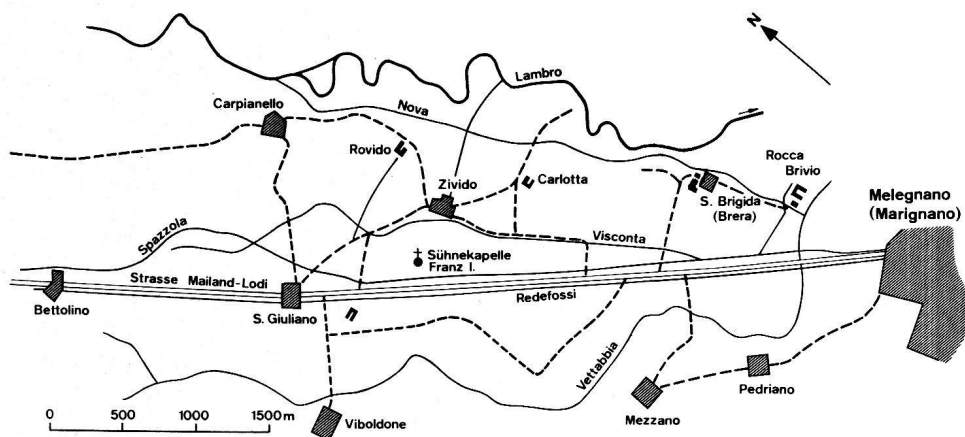 N
Lambro
Nova
Carpianello
Rovido
Zivido
Carlotta
Rocca
Brivio
S. Brigida
(Brera)
Melegnano
(Marignano)
Spazzola
Visconta
Sühnekapelle
Franz I.
Strasse Mailand-Lodi
Redefossi
Bettolino
S. Giuliano
Vettabbia
Pedriano
Mezzano
Viboldone
0 500 1000 1500 m